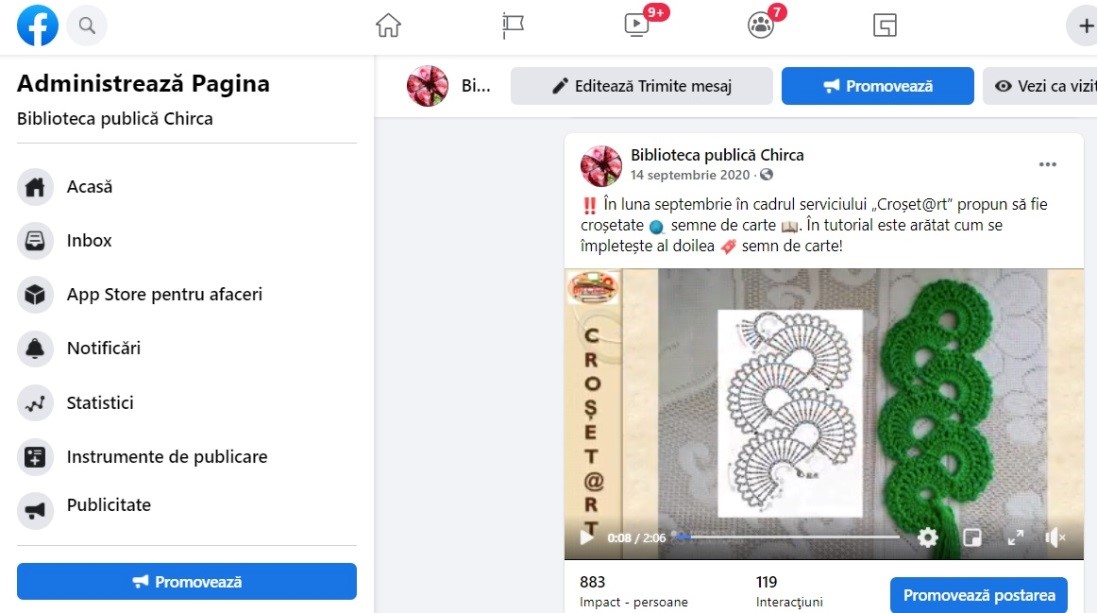 9+
7
Administrează Pagina
Biblioteca publică Chirca
Acasă
Inbox
App Store pentru afaceri
Notificări
Statistici
Instrumente de publicare
Publicitate
Promovează
Bi...
Editează Trimite mesaj
Promovează
Vezi ca vizit
Biblioteca publică Chirca
14 septembrie 2020 ·
‼️ În luna septembrie în cadrul serviciului „Croșet@rt” propun să fie
croșetate semne de carte. În tutorial este arătat cum se
împletește al doilea semn de carte!
CROȘET@RT
0:08 / 2:06
883
Impact - persoane
119
Interacțiuni
Promovează postarea